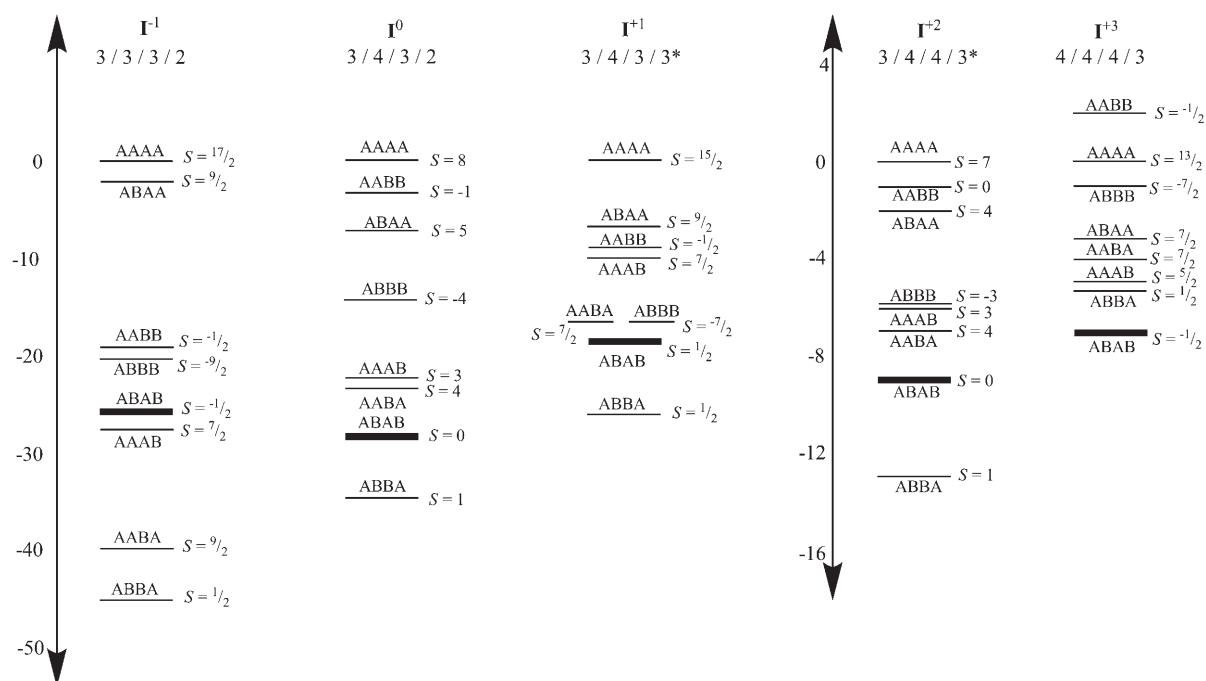 I⁻¹
3 / 3 / 3 / 2
I⁰
3 / 4 / 3 / 2
I⁺¹
3 / 4 / 3 / 3*
I⁺²
3 / 4 / 4 / 3*
I⁺³
4 / 4 / 4 / 3
0
-10
-20
-30
-40
-50
AAAA S = 17/2
ABAA S = 9/2
AABB S = -1/2
ABBB S = -9/2
ABAB S = -1/2
AAAB S = 7/2
AABA S = 9/2
ABBA S = 1/2
AAAA S = 8
AABB S = -1
ABAA S = 5
ABBB S = -4
AAAB S = 3
AABA S = 4
ABAB S = 0
ABBA S = 1
AAAA S = 15/2
ABAA S = 9/2
AABB S = -1/2
AAAB S = 7/2
AABA S = 7/2
ABBB S = -7/2
ABAB S = 1/2
ABBA S = 1/2
4
0
-4
-8
-12
-16
AAAA S = 7
AABB S = 0
ABAA S = 4
ABBB S = -3
AAAB S = 3
AABA S = 4
ABAB S = 0
ABBA S = 1
AABB S = -1/2
AAAA S = 13/2
ABBB S = -7/2
ABAA S = 7/2
AABA S = 7/2
AAAB S = 5/2
ABBA S = 1/2
ABAB S = -1/2